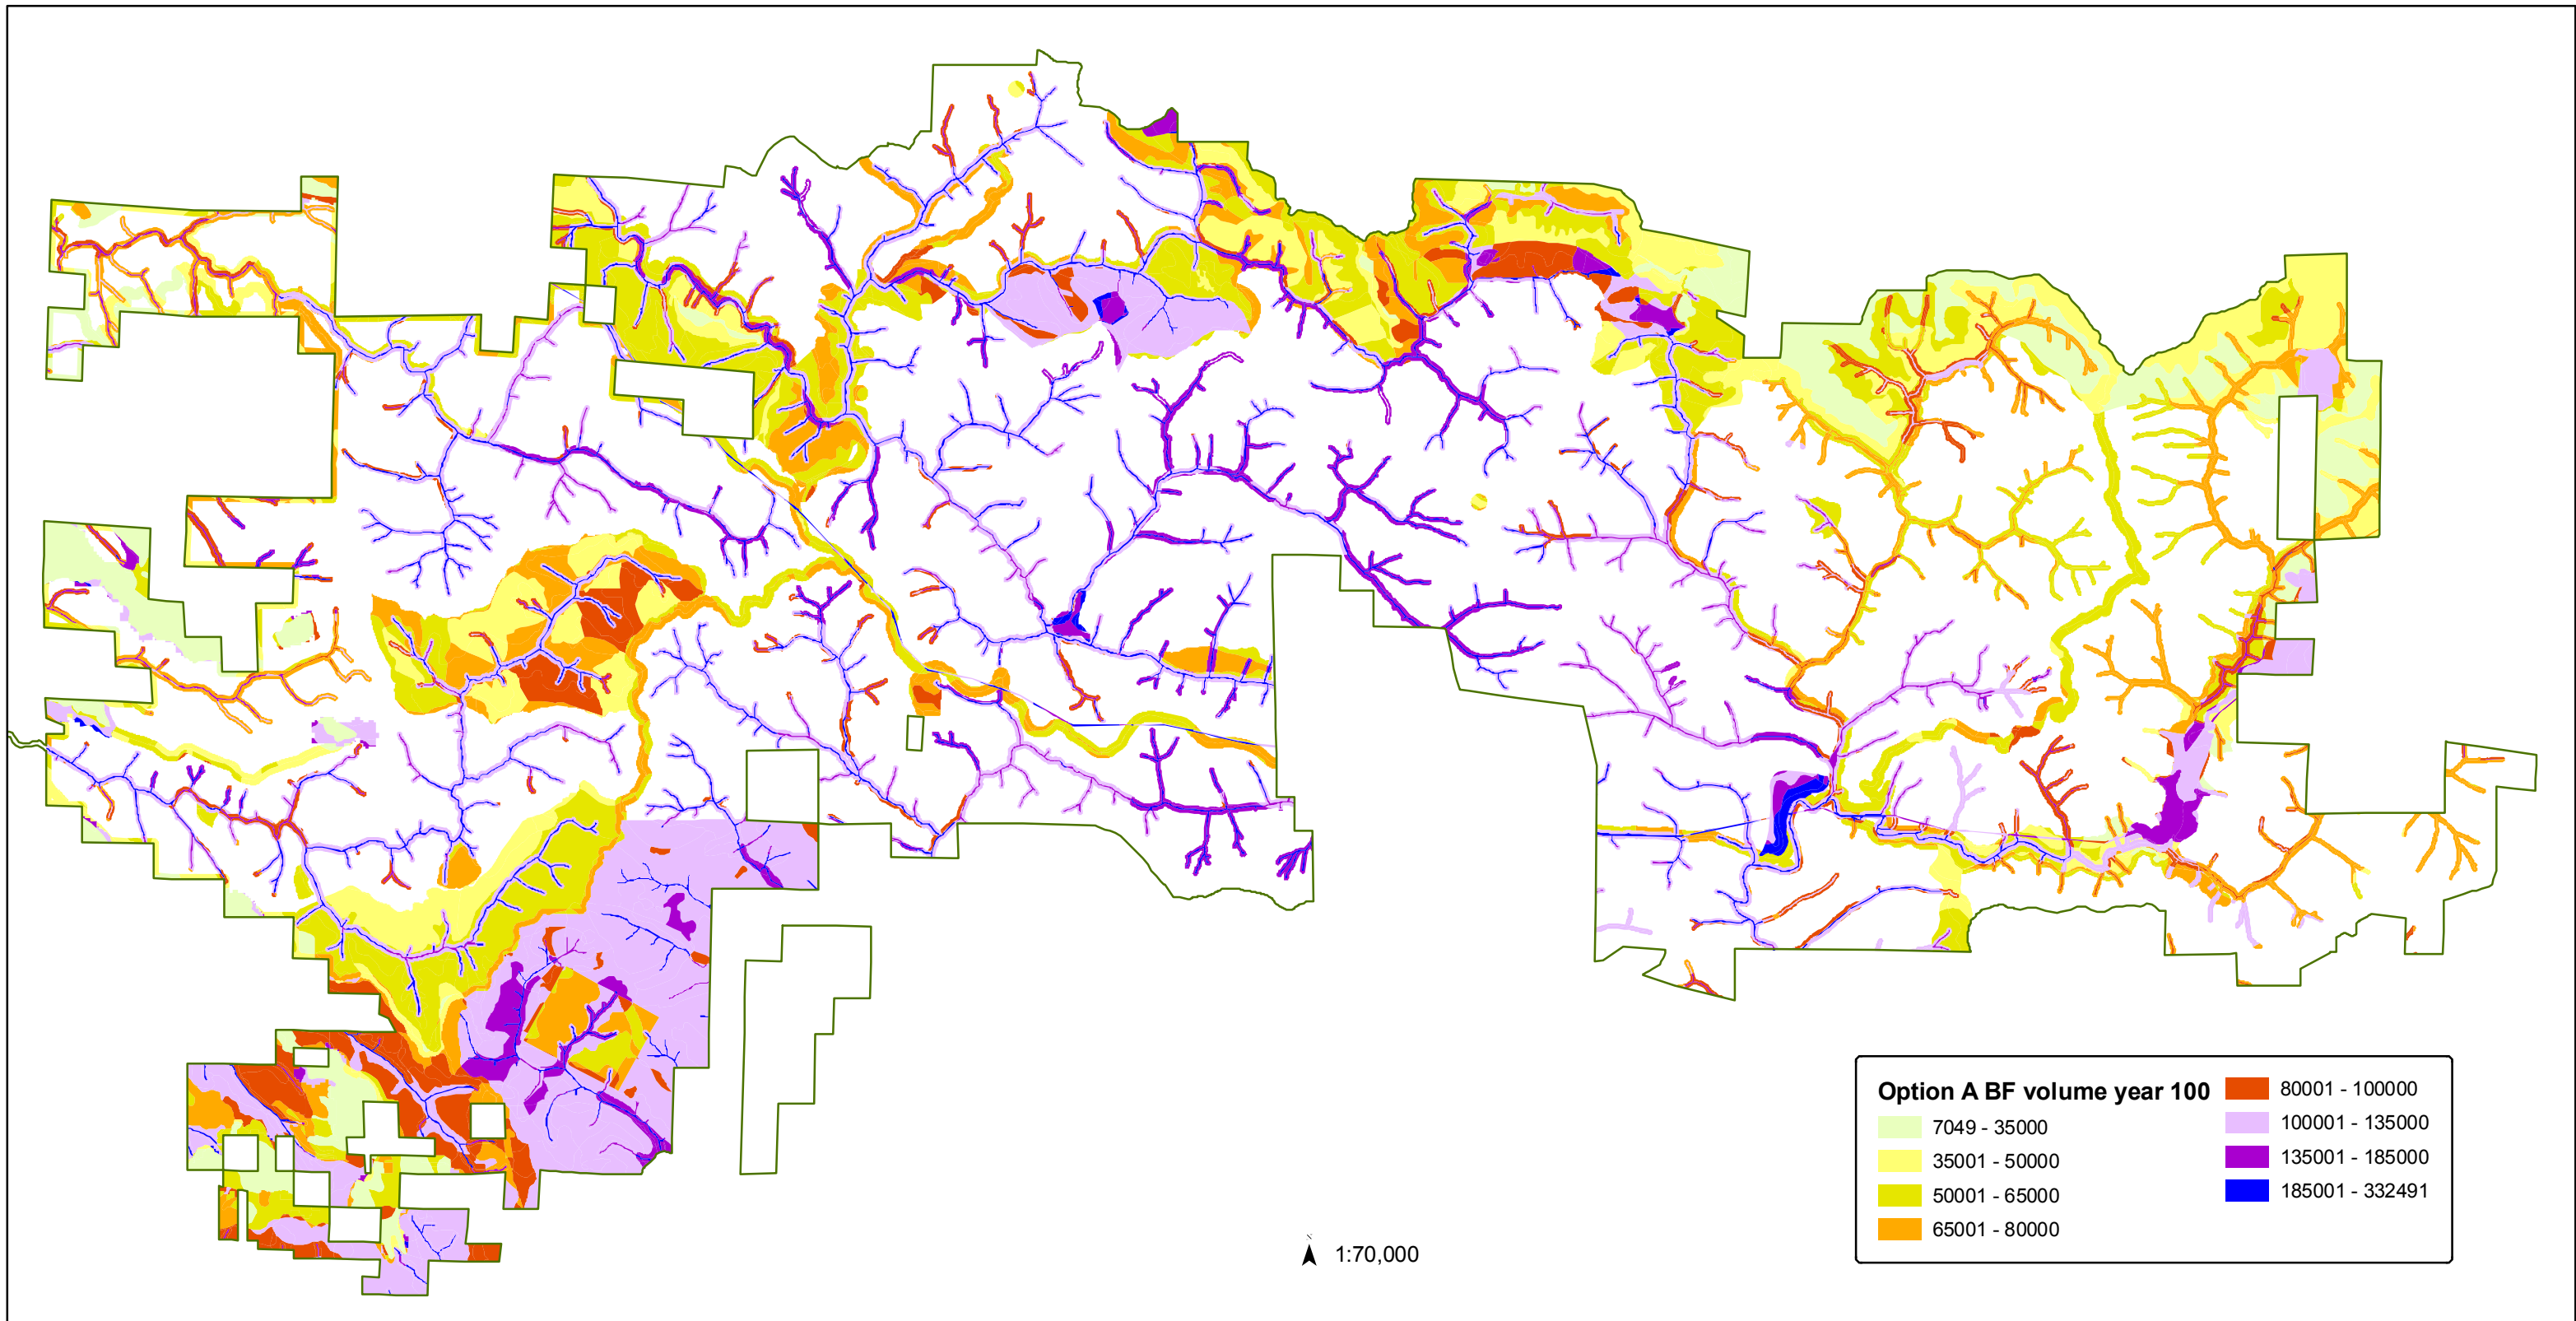 Option A BF volume year 100
7049 - 35000
35001 - 50000
50001 - 65000
65001 - 80000
80001 - 100000
100001 - 135000
135001 - 185000
185001 - 332491
N
1:70,000